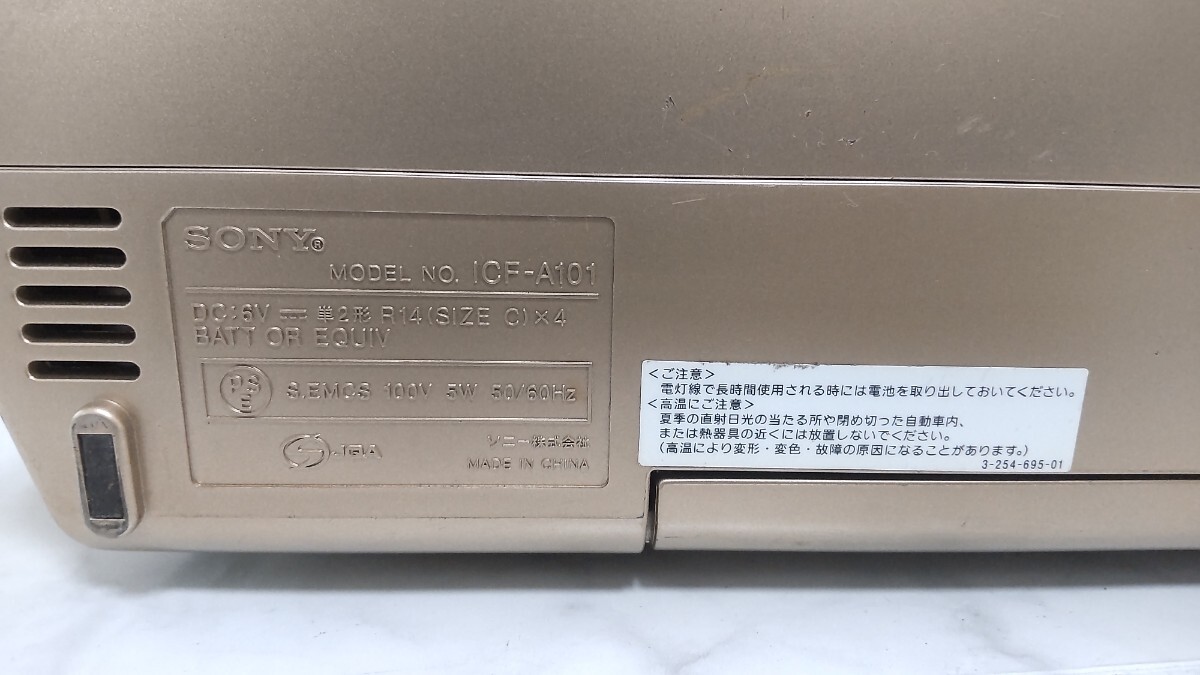 SONY®
MODEL NO. ICF-A101
DC:6V ⎓ 単2形 R14(SIZE C)×4
BATT OR EQUIV
PSE S.EMCS 100V 5W 50/60Hz
JQA ソニー株式会社
MADE IN CHINA
<ご注意>
電灯線で長時間使用される時には電池を取り出しておいてください。
<高温にご注意>
夏季の直射日光の当たる所や閉め切った自動車内、
または熱器具の近くには放置しないでください。
(高温により変形・変色・故障の原因になることがあります。)
3-254-695-01